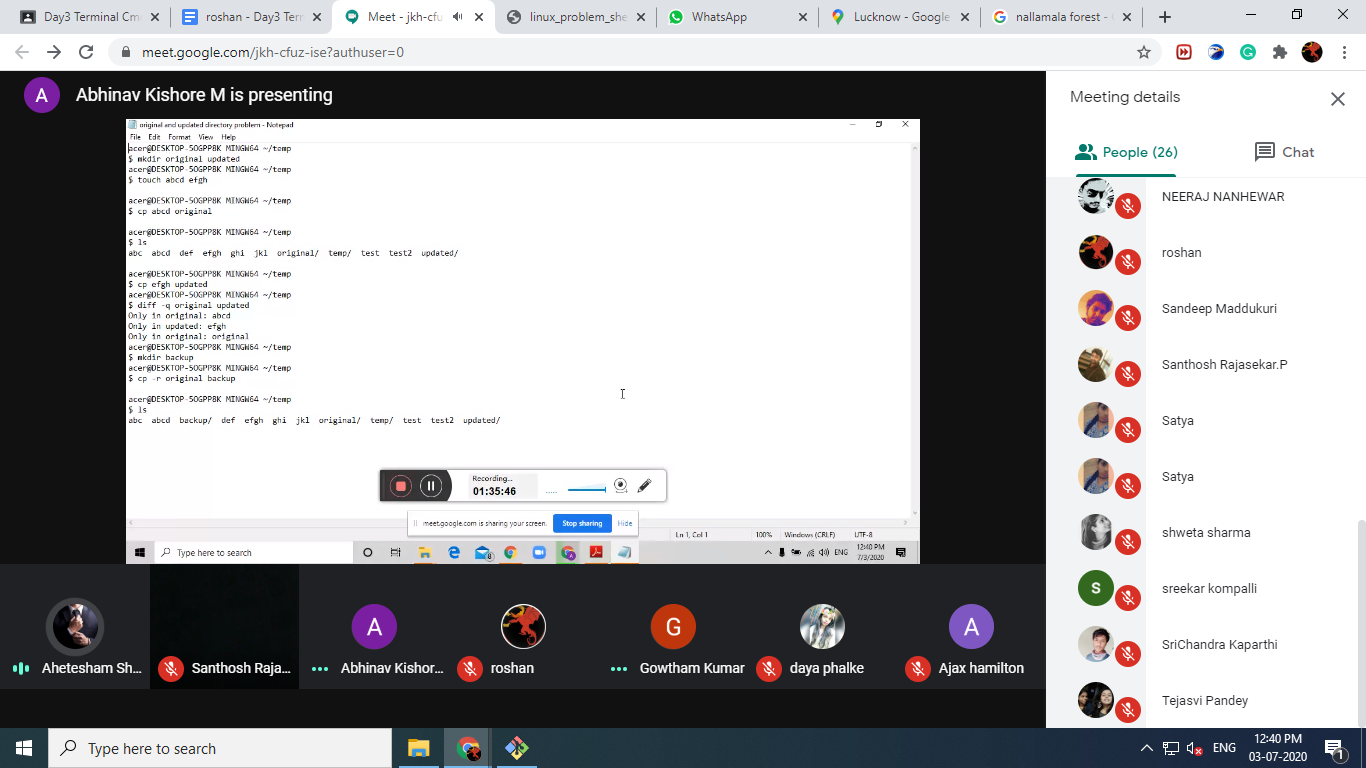 Day3 Terminal Cm
roshan - Day3 Term
Meet - jkh-cfu
linux_problem_she
WhatsApp
Lucknow - Google
nallamala forest -
meet.google.com/jkh-cfuz-ise?authuser=0
A
Abhinav Kishore M is presenting
original and updated directory problem - Notepad
File Edit Format View Help
acer@DESKTOP-5OGPP8K MINGW64 ~/temp
$ mkdir original updated
acer@DESKTOP-5OGPP8K MINGW64 ~/temp
$ touch abcd efgh
acer@DESKTOP-5OGPP8K MINGW64 ~/temp
$ cp abcd original
acer@DESKTOP-5OGPP8K MINGW64 ~/temp
$ ls
abc abcd def efgh ghi jkl original/ temp/ test test2 updated/
acer@DESKTOP-5OGPP8K MINGW64 ~/temp
$ cp efgh updated
acer@DESKTOP-5OGPP8K MINGW64 ~/temp
$ diff -q original updated
Only in original: abcd
Only in updated: efgh
Only in original: original
acer@DESKTOP-5OGPP8K MINGW64 ~/temp
$ mkdir backup
acer@DESKTOP-5OGPP8K MINGW64 ~/temp
$ cp -r original backup
acer@DESKTOP-5OGPP8K MINGW64 ~/temp
$ ls
abc abcd backup/ def efgh ghi jkl original/ temp/ test test2 updated/
Recording...
01:35:46
meet.google.com is sharing your screen.
Stop sharing
Hide
Ln 1, Col 1
100%
Windows (CRLF)
UTF-8
Type here to search
8
A
ENG
12:40 PM
7/3/2020
Ahetesham Sh...
Santhosh Raja...
A
Abhinav Kishor...
roshan
G
Gowtham Kumar
daya phalke
A
Ajax hamilton
Meeting details
People (26)
Chat
NEERAJ NANHEWAR
roshan
Sandeep Maddukuri
Santhosh Rajasekar.P
Satya
Satya
shweta sharma
S
sreekar kompalli
SriChandra Kaparthi
Tejasvi Pandey
Type here to search
ENG
12:40 PM
03-07-2020
1